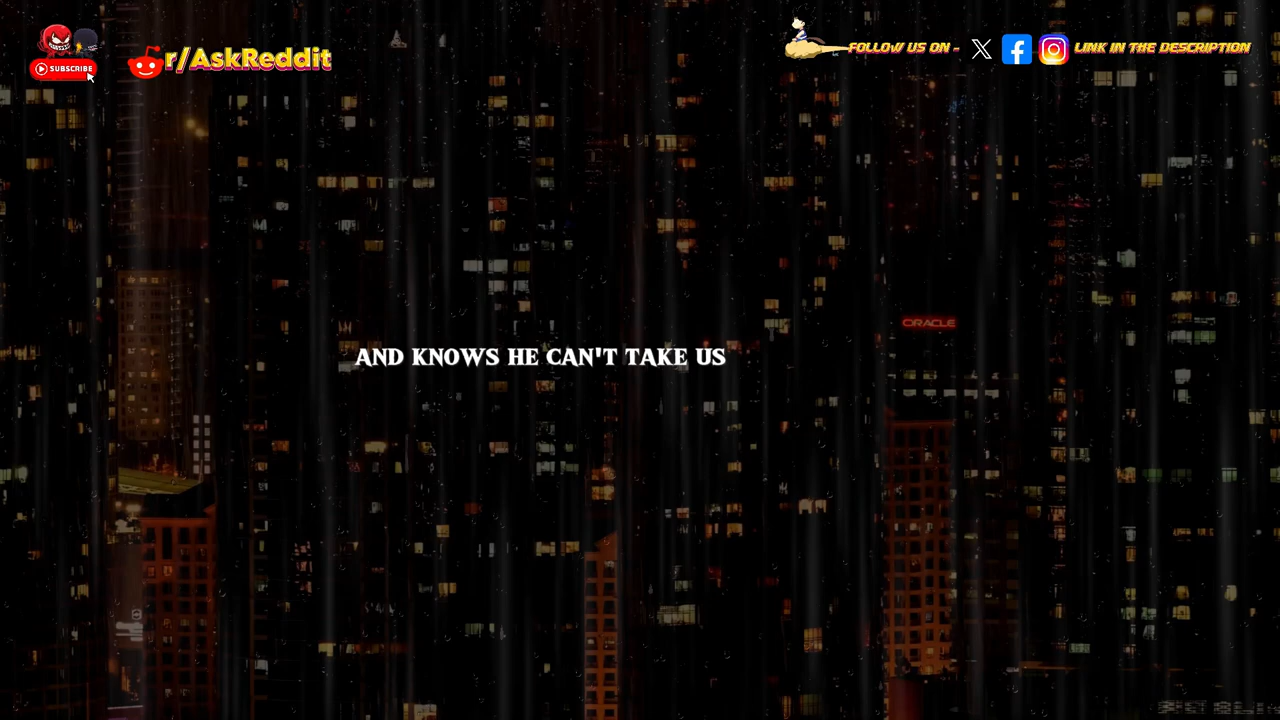 SUBSCRIBE
r/AskReddit
FOLLOW US ON -
LINK IN THE DESCRIPTION
ORACLE
AND KNOWS HE CAN'T TAKE US